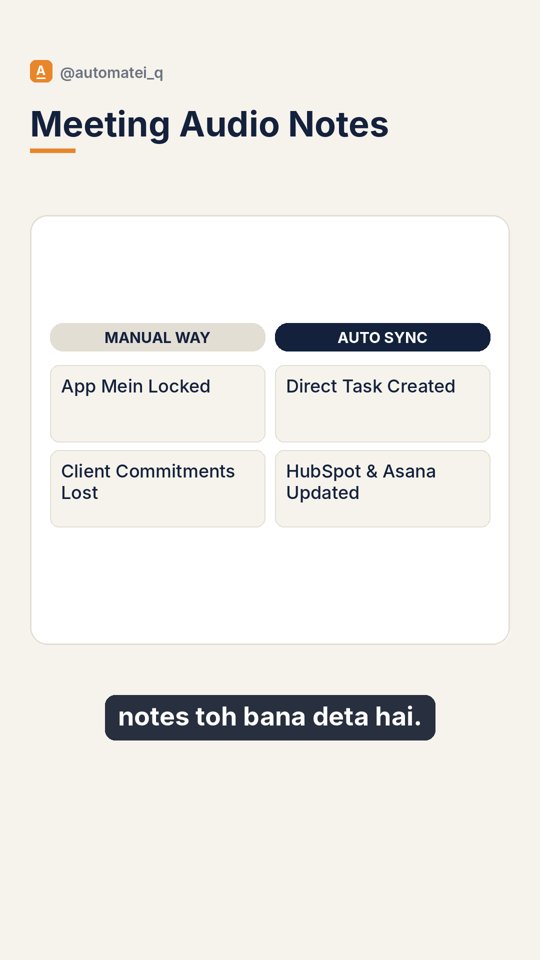 A
@automatei_q
Meeting Audio Notes
MANUAL WAY
AUTO SYNC
App Mein Locked
Direct Task Created
Client Commitments
Lost
HubSpot & Asana
Updated
notes toh bana deta hai.